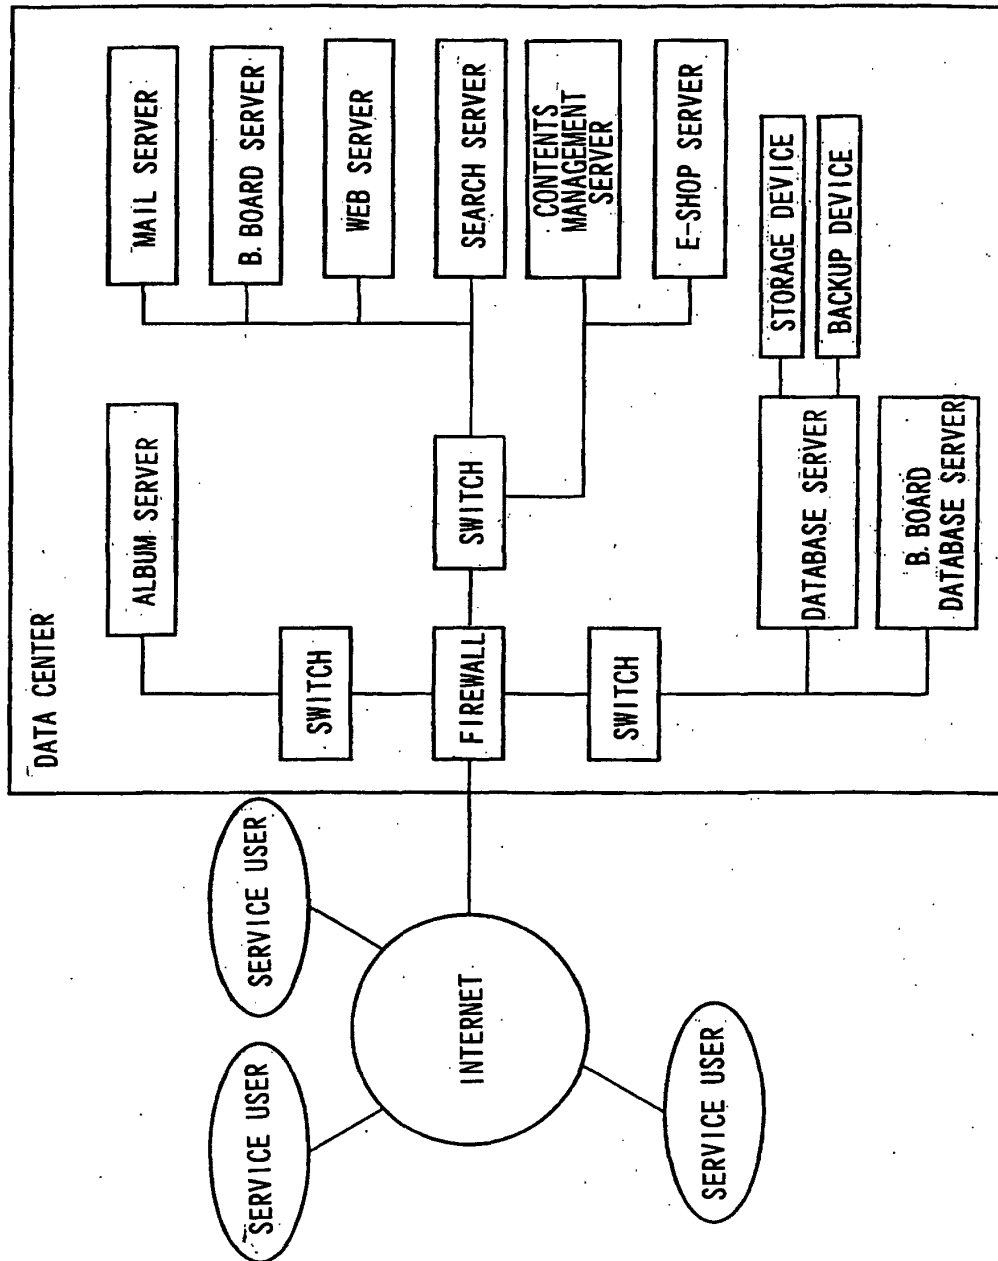 DATA CENTER
ALBUM SERVER
MAIL SERVER
B. BOARD SERVER
WEB SERVER
SEARCH SERVER
CONTENTS
MANAGEMENT
SERVER
E-SHOP SERVER
SWITCH
SWITCH
FIREWALL
SWITCH
STORAGE DEVICE
BACKUP DEVICE
DATABASE SERVER
B. BOARD
DATABASE SERVER
SERVICE USER
SERVICE USER
INTERNET
SERVICE USER